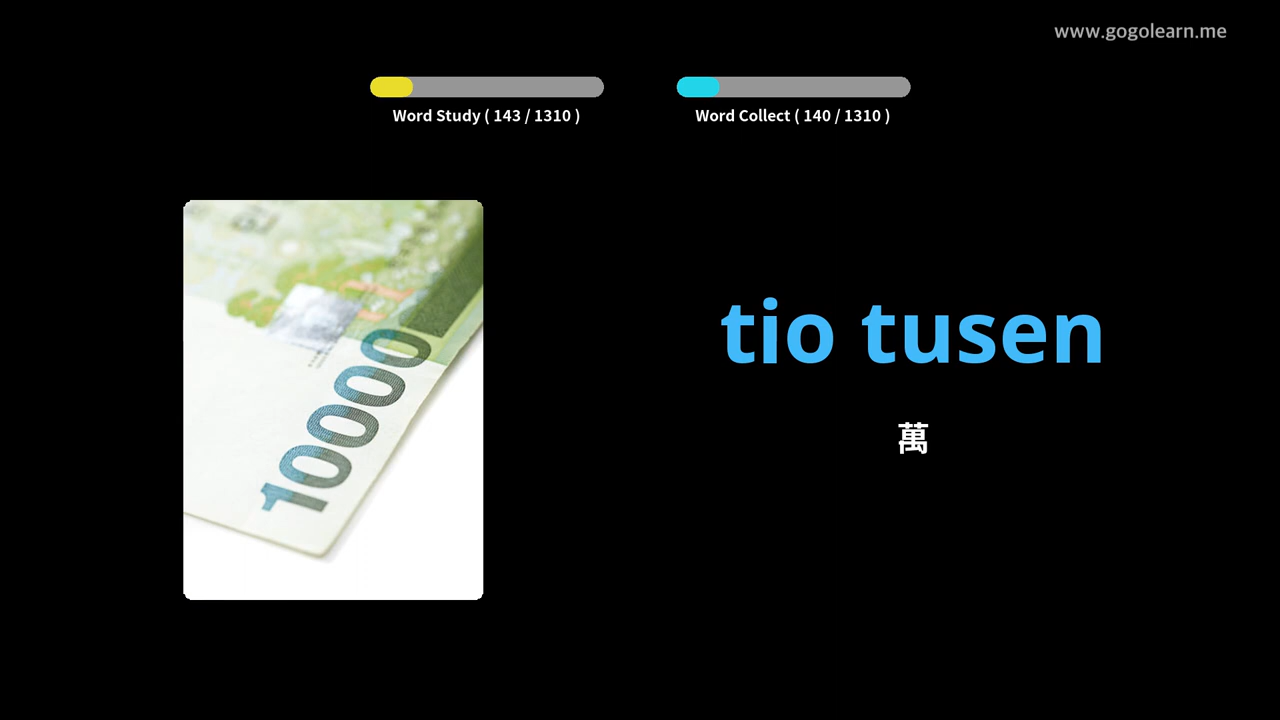 www.gogolearn.me
Word Study ( 143 / 1310 )
Word Collect ( 140 / 1310 )
10000
tio tusen
萬